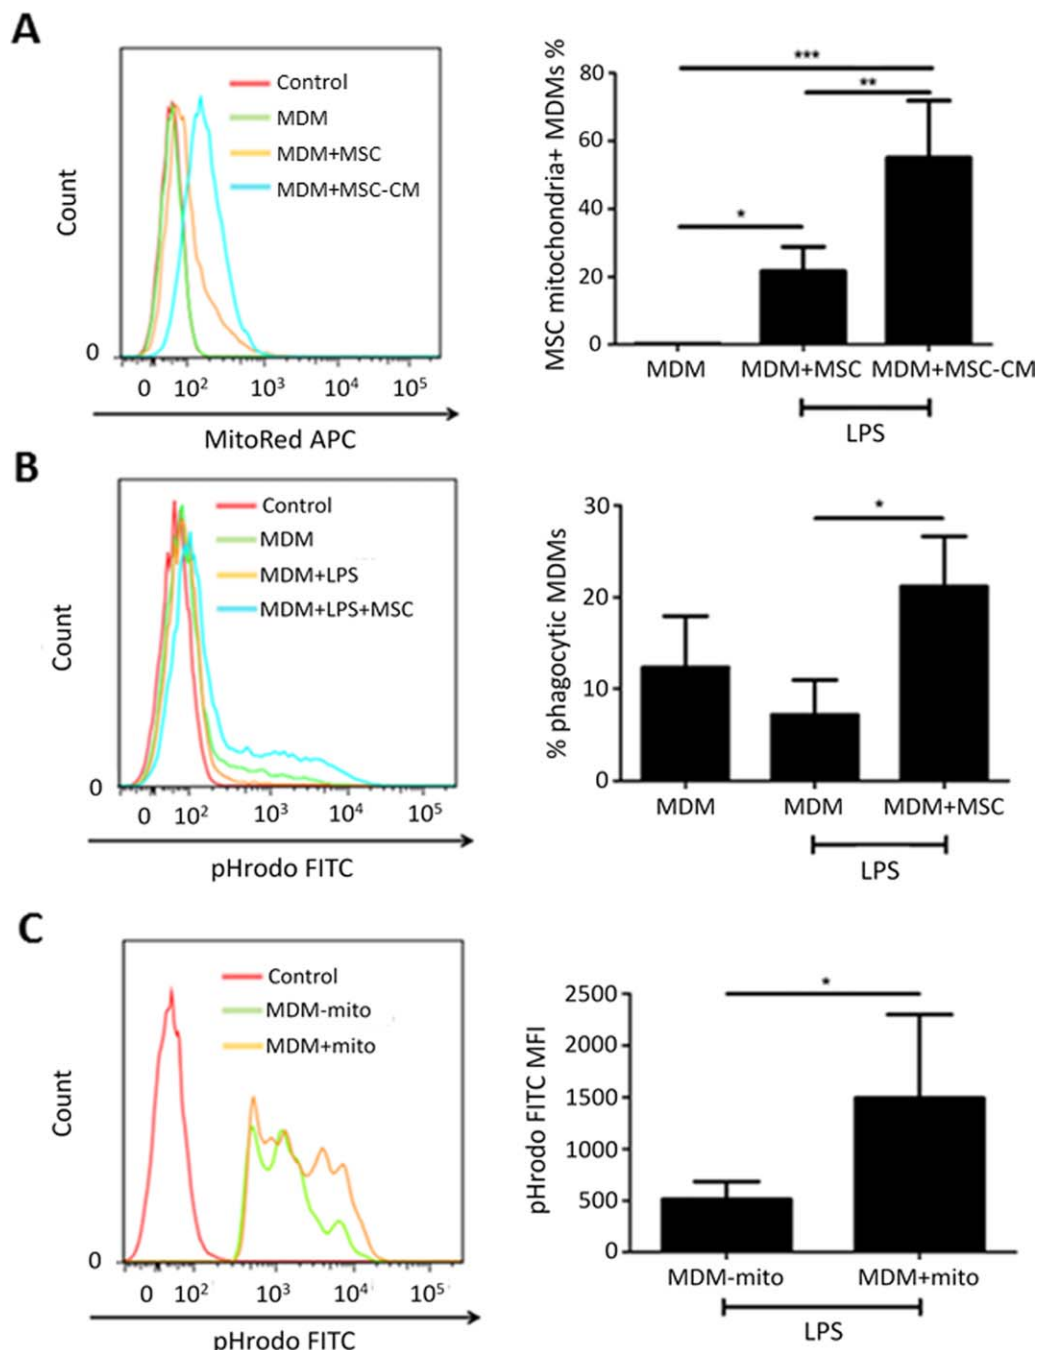 A
Control
MDM
MDM+MSC
MDM+MSC-CM
Count
0
0 10² 10³ 10⁴ 10⁵
MitoRed APC
MSC mitochondria+ MDMs %
80
60
40
20
0
***
**
*
MDM MDM+MSC MDM+MSC-CM
LPS
B
Control
MDM
MDM+LPS
MDM+LPS+MSC
Count
0
0 10² 10³ 10⁴ 10⁵
pHrodo FITC
% phagocytic MDMs
30
20
10
0
*
MDM MDM MDM+MSC
LPS
C
Control
MDM-mito
MDM+mito
Count
0
0 10² 10³ 10⁴ 10⁵
pHrodo FITC
pHrodo FITC MFI
2500
2000
1500
1000
500
0
*
MDM-mito MDM+mito
LPS